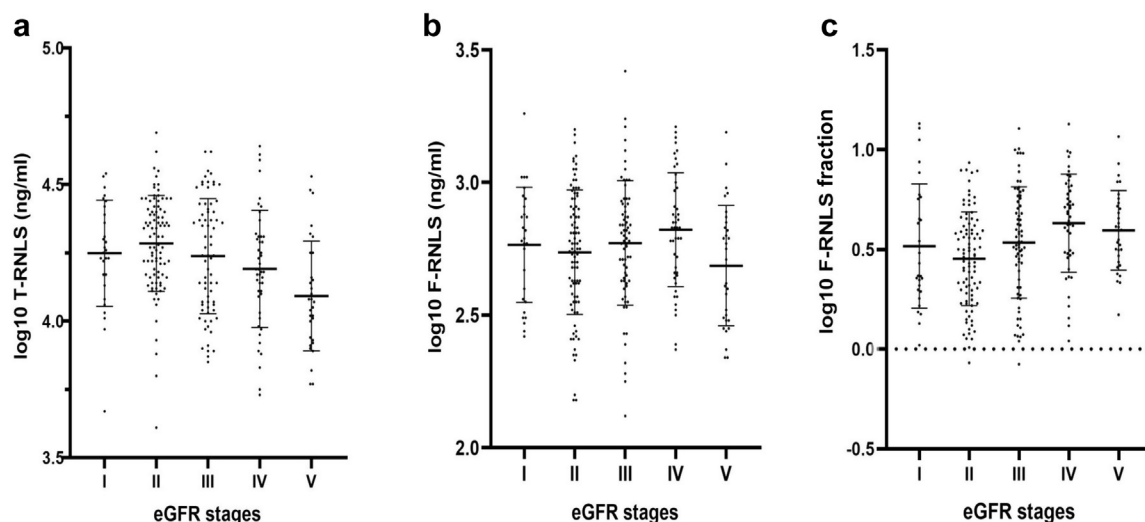 a
log10 T-RNLS (ng/ml)
5.0
4.5
4.0
3.5
I II III IV V
eGFR stages
b
log10 F-RNLS (ng/ml)
3.5
3.0
2.5
2.0
I II III IV V
eGFR stages
c
log10 F-RNLS fraction
1.5
1.0
0.5
0.0
-0.5
I II III IV V
eGFR stages